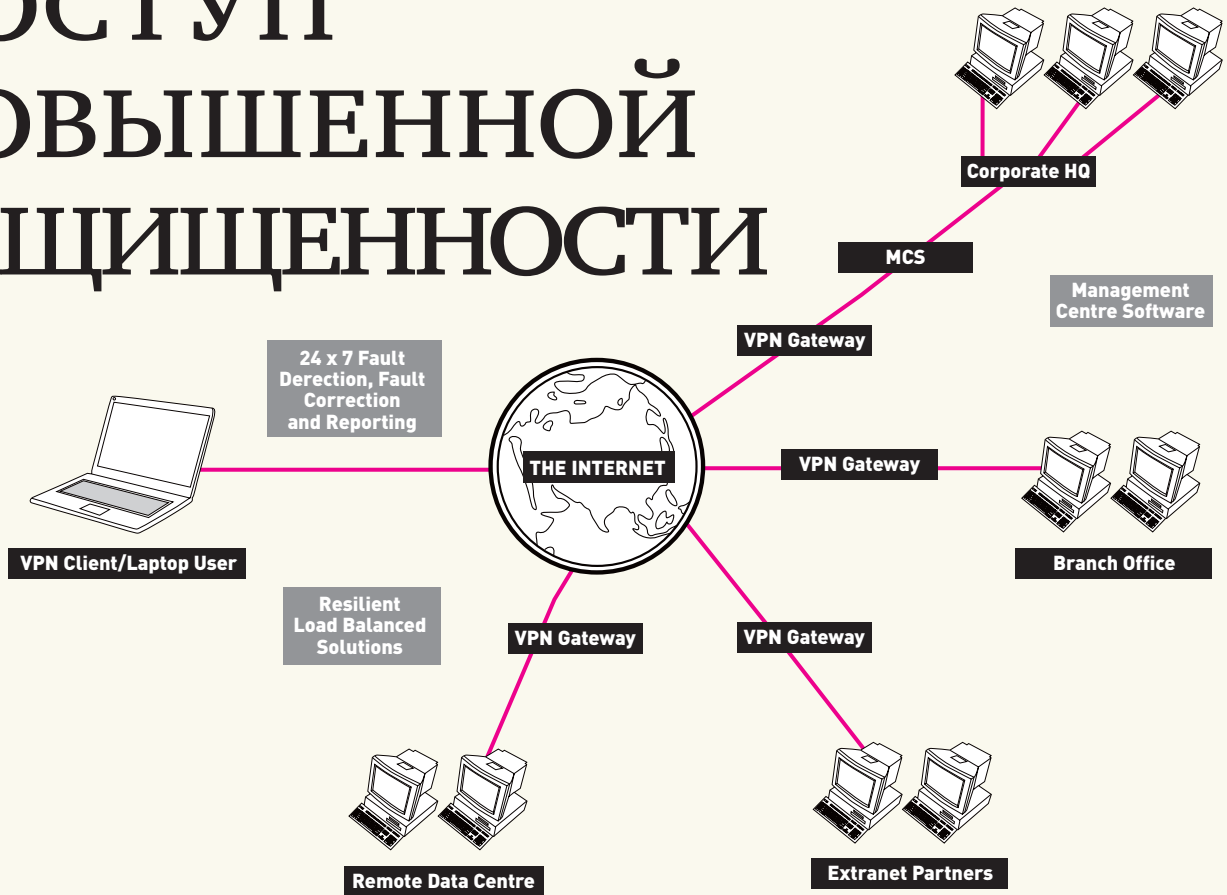 ОСТУП
ОВЫШЕННОЙ
ЩИЩЕННОСТИ
Corporate HQ
MCS
Management
Centre Software
VPN Gateway
24 x 7 Fault
Derection, Fault
Correction
and Reporting
THE INTERNET
VPN Gateway
VPN Client/Laptop User
Branch Office
Resilient
Load Balanced
Solutions
VPN Gateway
VPN Gateway
Remote Data Centre
Extranet Partners